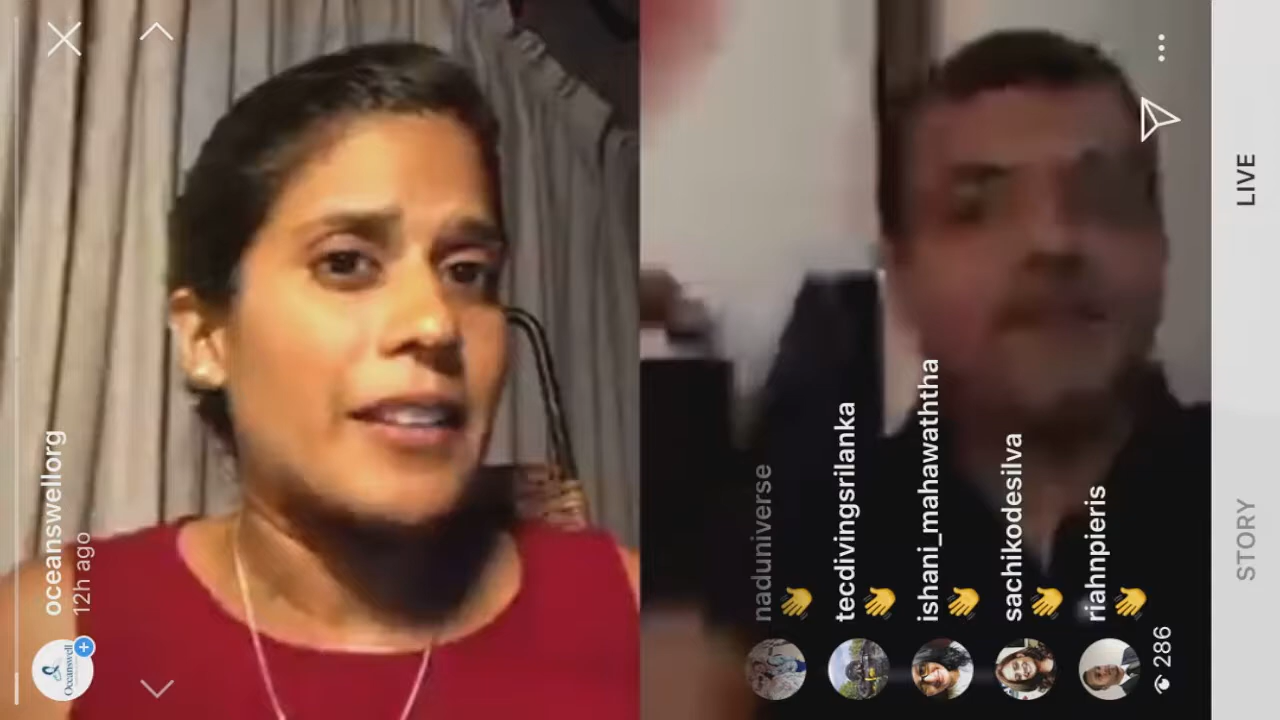 oceanswellorg
12h ago
Oceanswell
naduniverse
👋
tecdivingsrilanka
👋
ishani_mahawaththa
👋
sachikodesilva
👋
riahnpieris
👋
286
STORY
LIVE